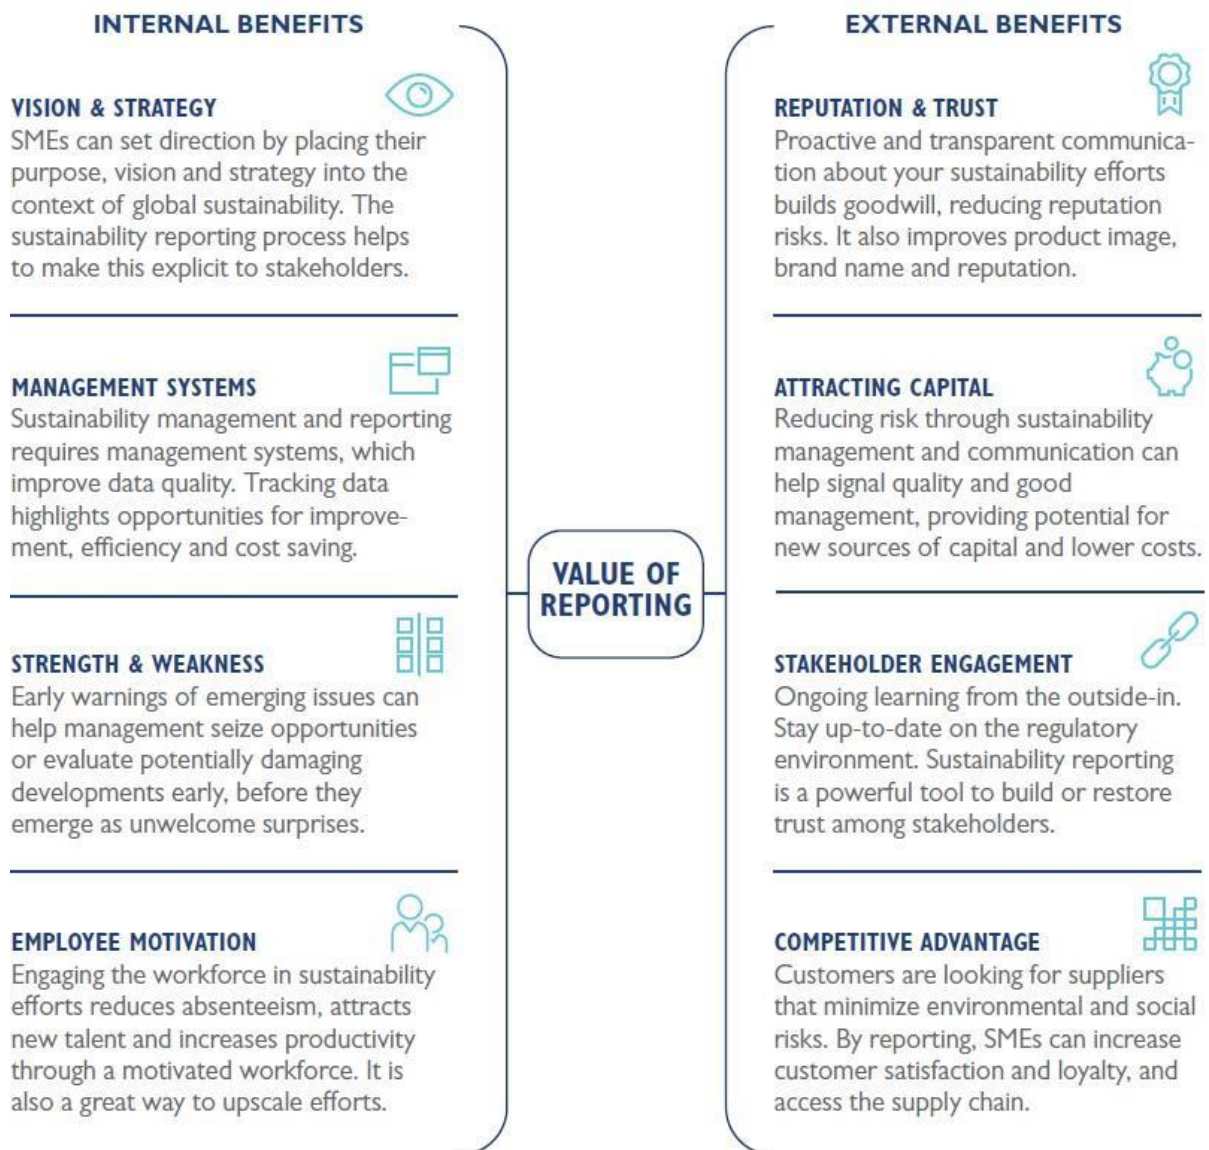 INTERNAL BENEFITS
VISION & STRATEGY
SMEs can set direction by placing their
purpose, vision and strategy into the
context of global sustainability. The
sustainability reporting process helps
to make this explicit to stakeholders.
MANAGEMENT SYSTEMS
Sustainability management and reporting
requires management systems, which
improve data quality. Tracking data
highlights opportunities for improve-
ment, efficiency and cost saving.
STRENGTH & WEAKNESS
Early warnings of emerging issues can
help management seize opportunities
or evaluate potentially damaging
developments early, before they
emerge as unwelcome surprises.
EMPLOYEE MOTIVATION
Engaging the workforce in sustainability
efforts reduces absenteeism, attracts
new talent and increases productivity
through a motivated workforce. It is
also a great way to upscale efforts.
VALUE OF
REPORTING
EXTERNAL BENEFITS
REPUTATION & TRUST
Proactive and transparent communica-
tion about your sustainability efforts
builds goodwill, reducing reputation
risks. It also improves product image,
brand name and reputation.
ATTRACTING CAPITAL
Reducing risk through sustainability
management and communication can
help signal quality and good
management, providing potential for
new sources of capital and lower costs.
STAKEHOLDER ENGAGEMENT
Ongoing learning from the outside-in.
Stay up-to-date on the regulatory
environment. Sustainability reporting
is a powerful tool to build or restore
trust among stakeholders.
COMPETITIVE ADVANTAGE
Customers are looking for suppliers
that minimize environmental and social
risks. By reporting, SMEs can increase
customer satisfaction and loyalty, and
access the supply chain.